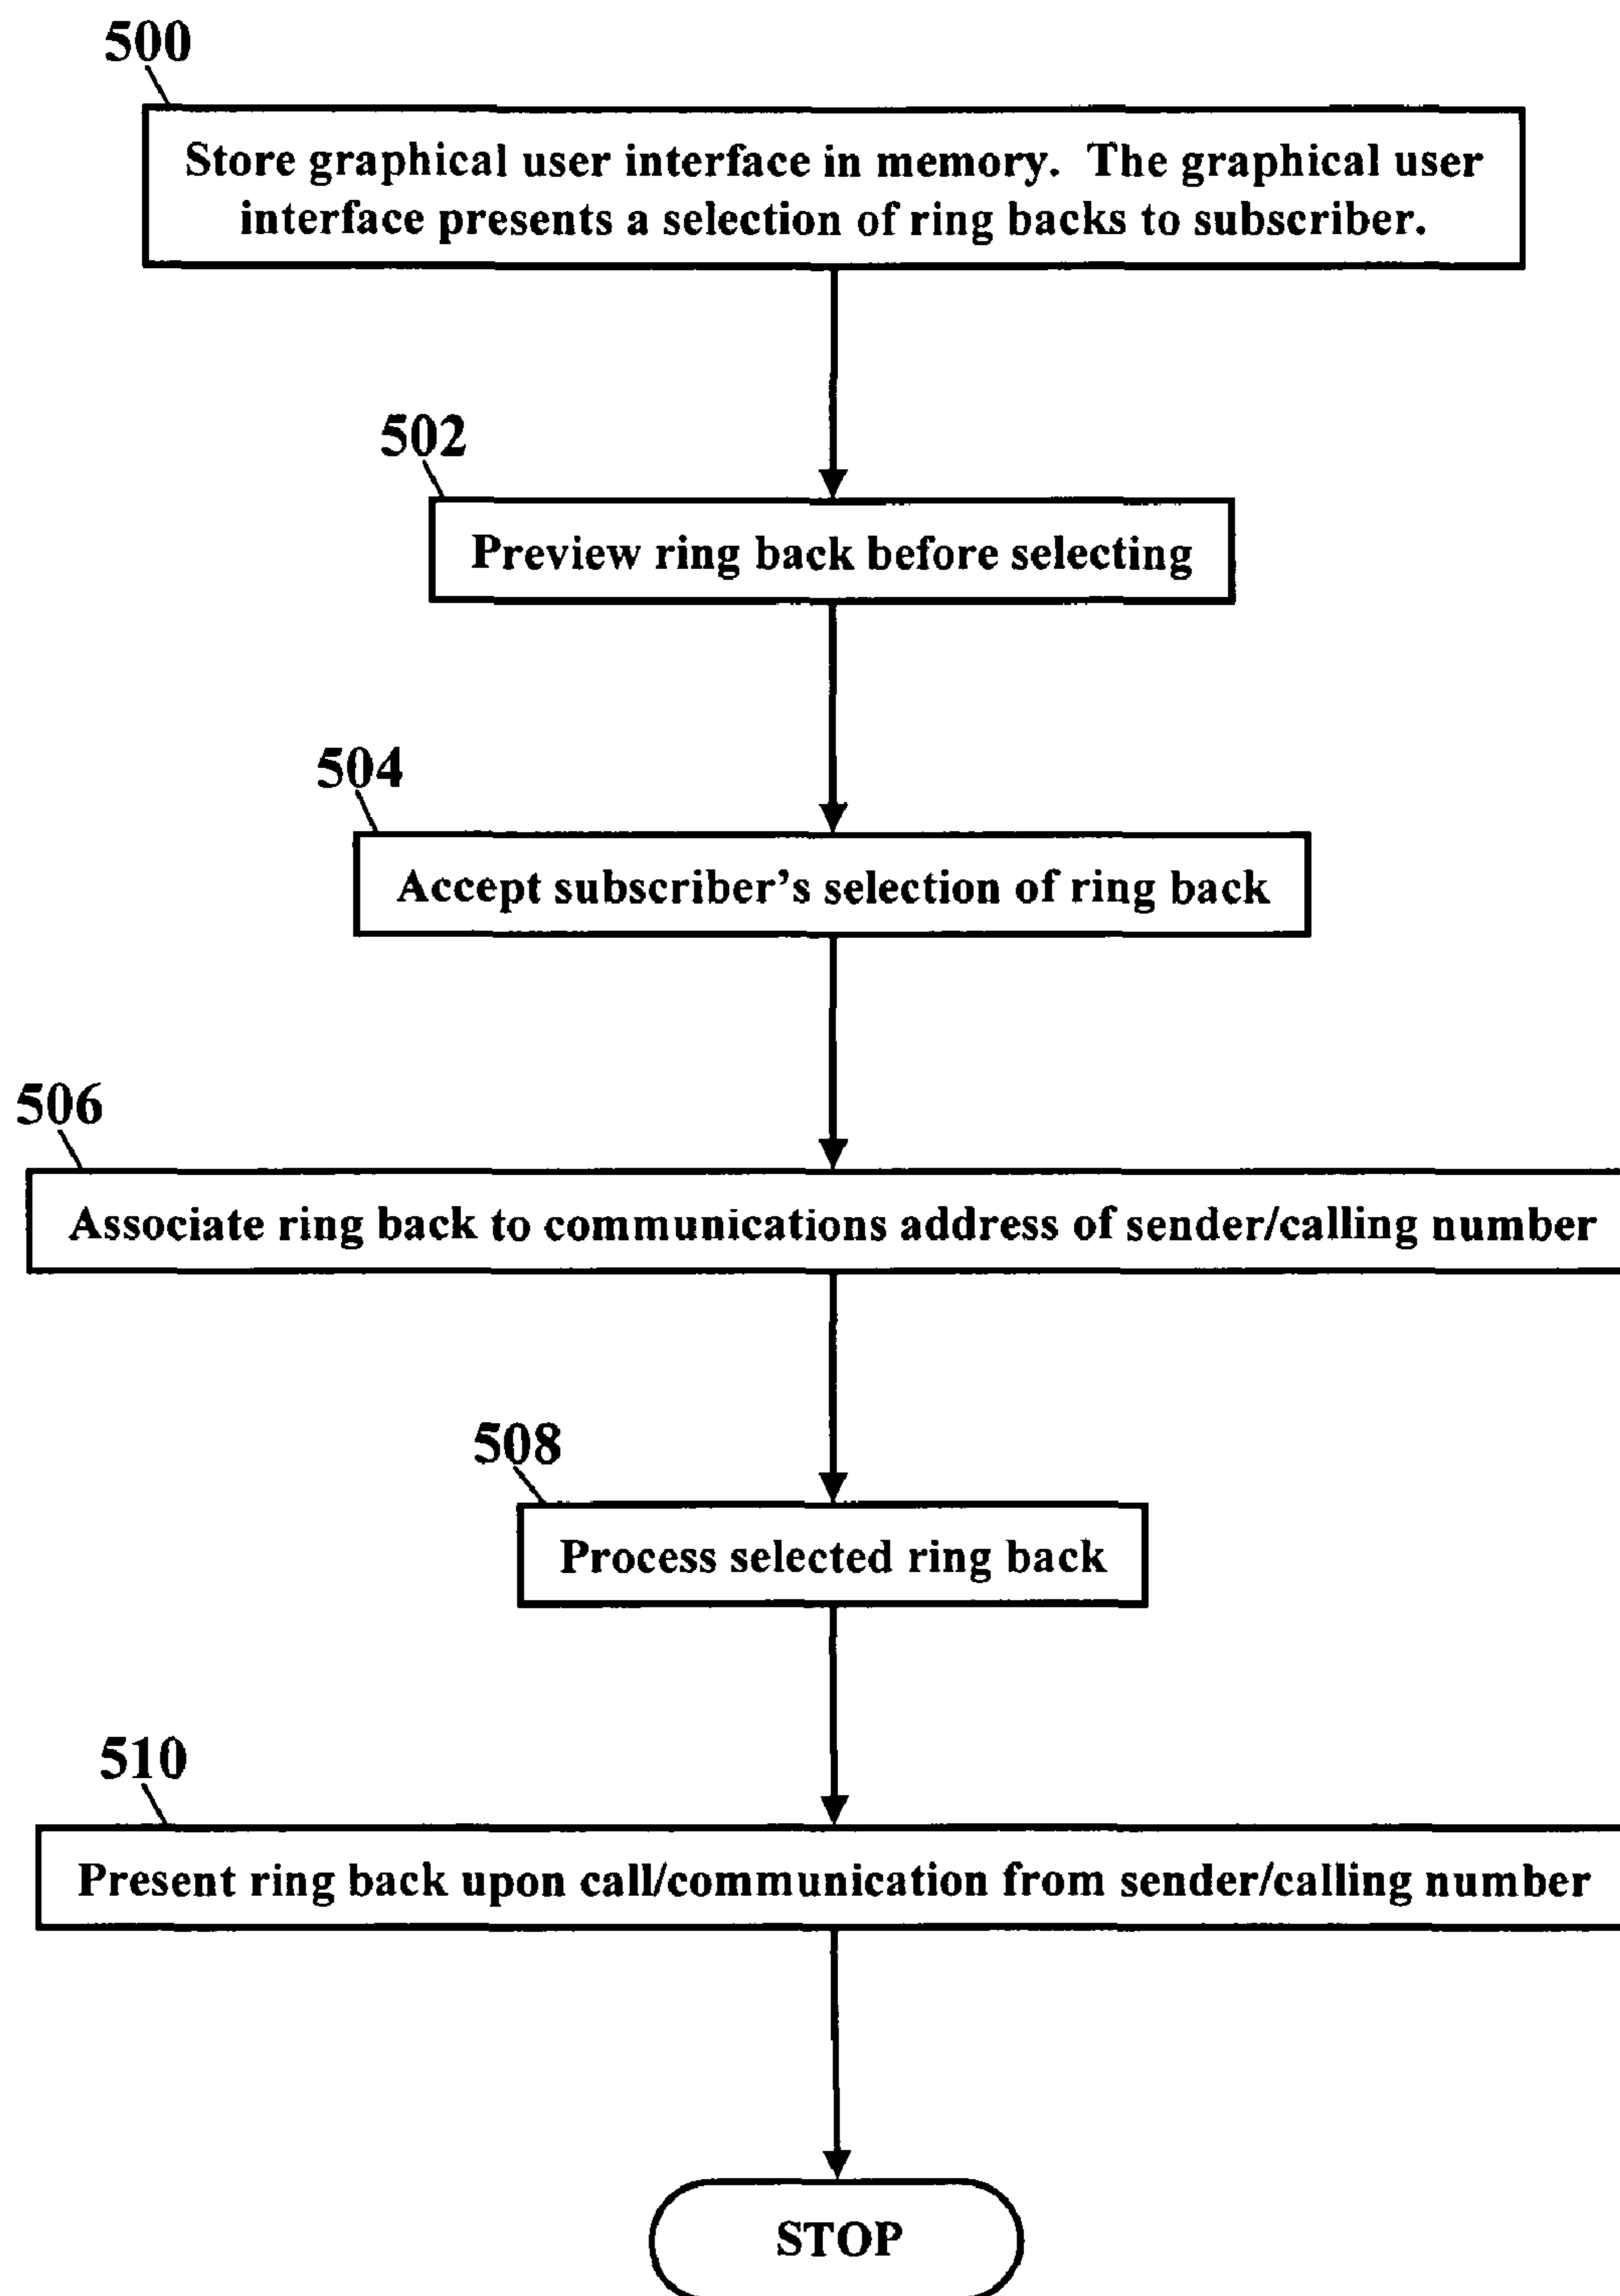 500
Store graphical user interface in memory. The graphical user
interface presents a selection of ring backs to subscriber.
502
Preview ring back before selecting
504
Accept subscriber's selection of ring back
506
Associate ring back to communications address of sender/calling number
508
Process selected ring back
510
Present ring back upon call/communication from sender/calling number
STOP